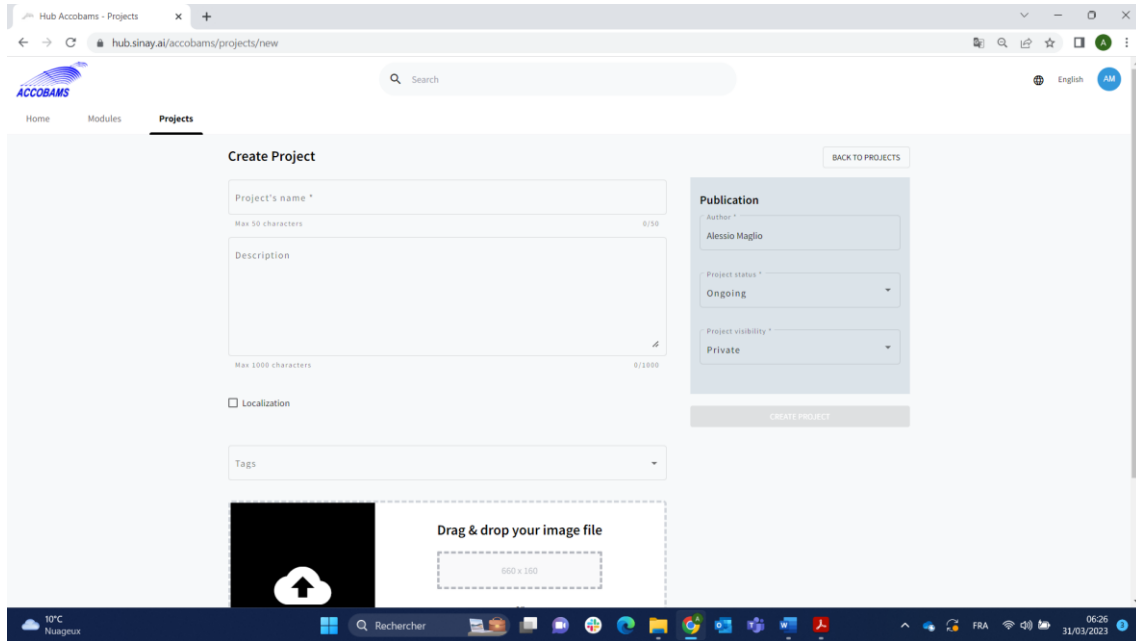 Hub Accobams - Projects
hub.sinay.ai/accobams/projects/new
A
ACCOBAMS
Search
English
AM
Home Modules Projects
Create Project
BACK TO PROJECTS
Project's name *
Max 50 characters 0/50
Description
Max 1000 characters 0/1000
Localization
Tags
Drag & drop your image file
660 x 160
Publication
Author *
Alessio Maglio
Project status *
Ongoing
Project visibility *
Private
CREATE PROJECT
10°C
Nuageux
Rechercher
FRA
06:26
31/03/2023